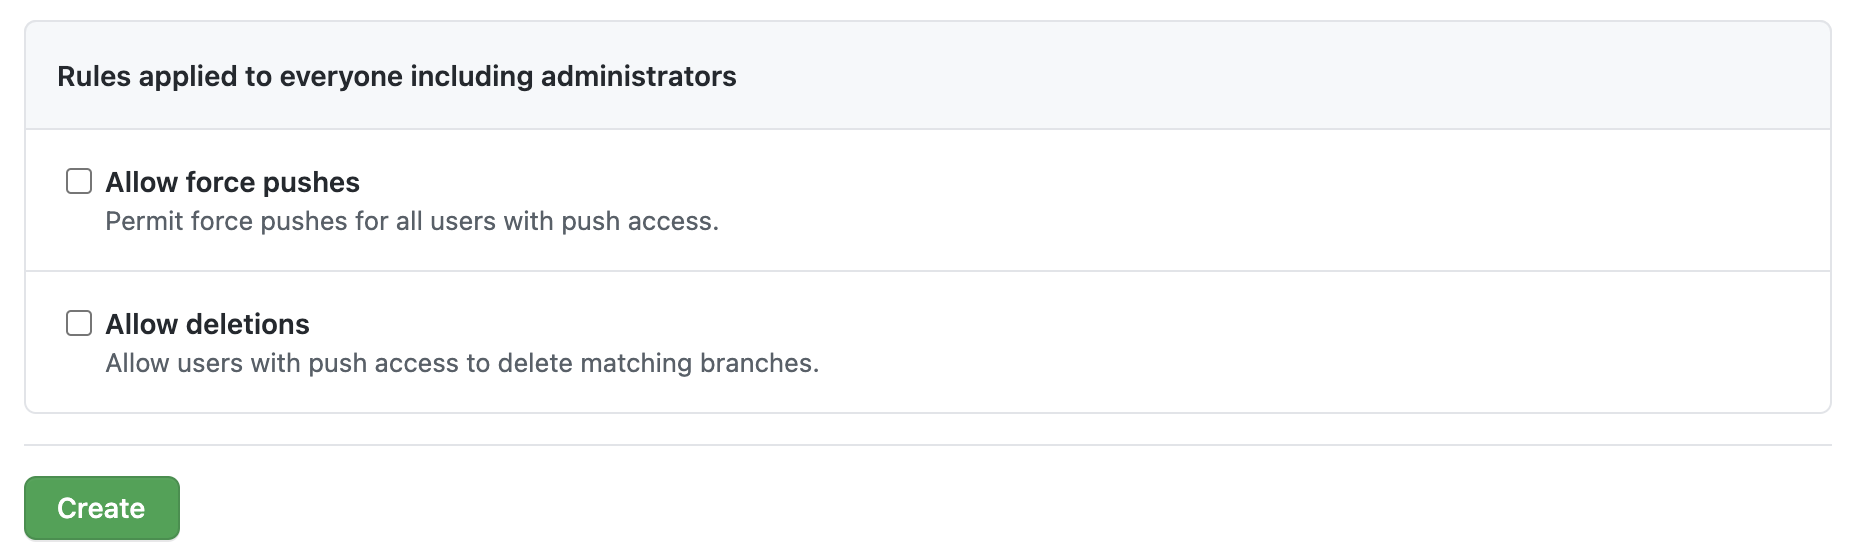 Rules applied to everyone including administrators
Allow force pushes
Permit force pushes for all users with push access.
Allow deletions
Allow users with push access to delete matching branches.
Create